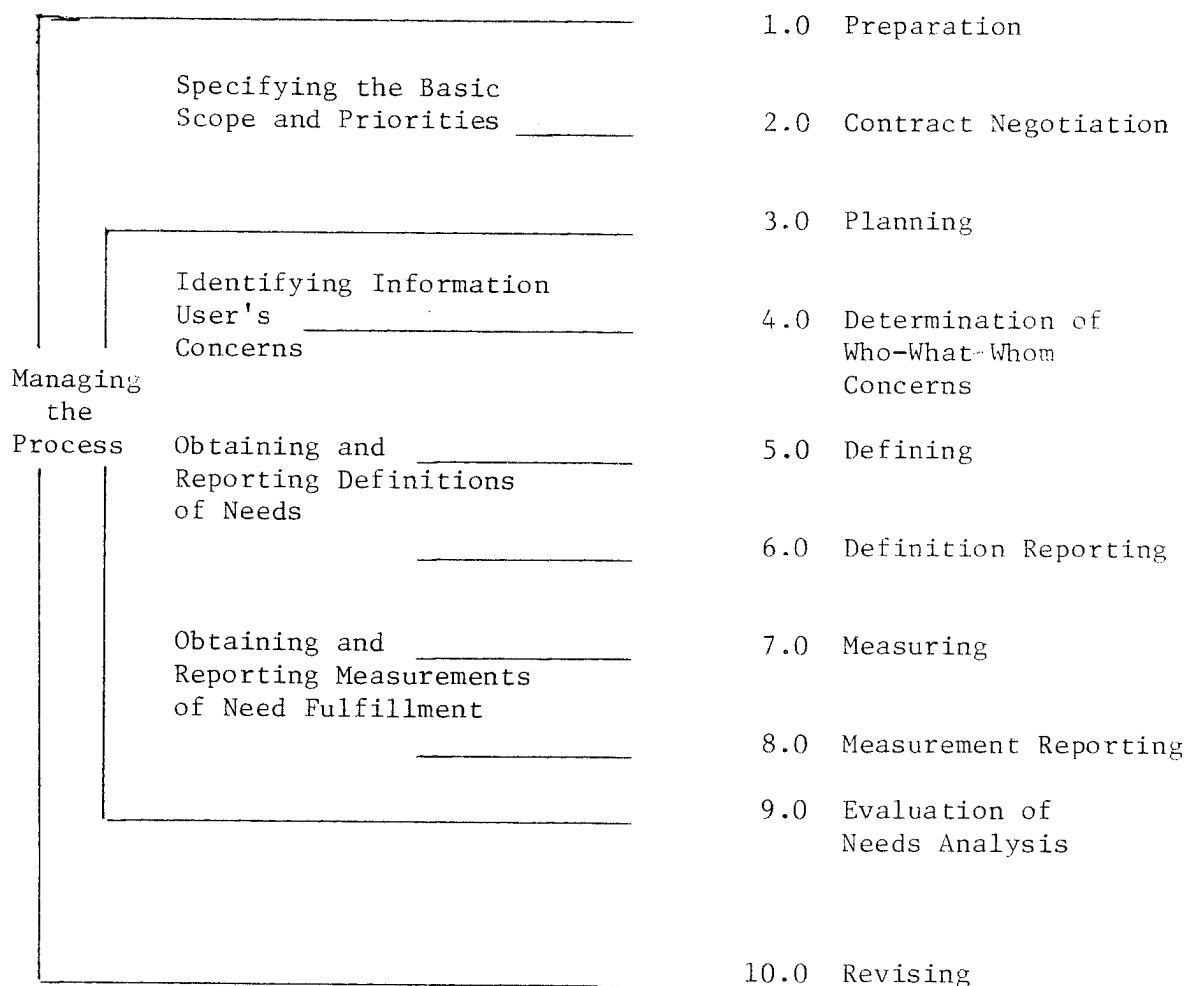 1.0 Preparation
Specifying the Basic
Scope and Priorities
2.0 Contract Negotiation
3.0 Planning
Identifying Information
User's
Concerns
4.0 Determination of
Who-What-Whom
Concerns
Managing
the
Process
Obtaining and
Reporting Definitions
of Needs
5.0 Defining
6.0 Definition Reporting
Obtaining and
Reporting Measurements
of Need Fulfillment
7.0 Measuring
8.0 Measurement Reporting
9.0 Evaluation of
Needs Analysis
10.0 Revising